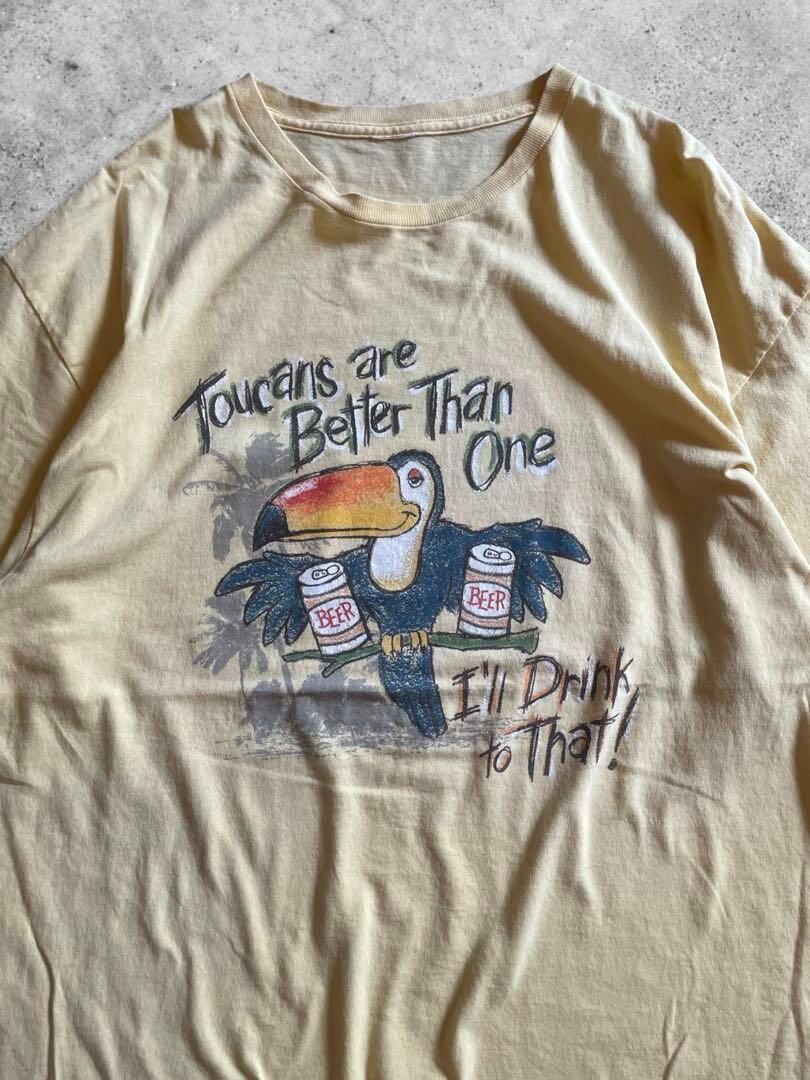 Toucans are
Better Than
One
BEER
BEER
I'll Drink
to That!